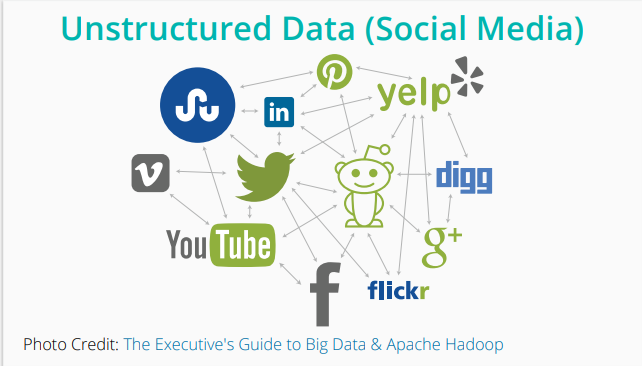 Unstructured Data (Social Media)
yelp
in
digg
YouTube
g+
f
flickr
Photo Credit: The Executive's Guide to Big Data & Apache Hadoop